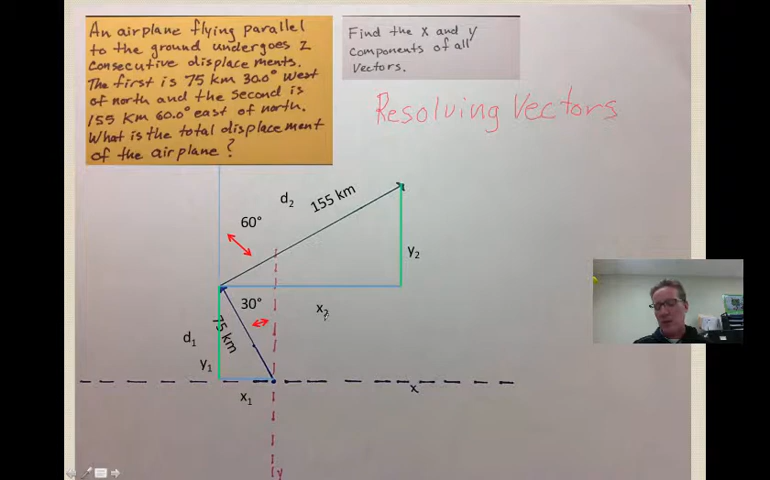 An airplane flying parallel
to the ground undergoes 2
consecutive displacements.
The first is 75 km 30.0° West
of north and the second is
155 km 60.0° east of north.
What is the total displacement
of the airplane?
Find the x and y
components of all
vectors.
Resolving Vectors
d2
155 km
60°
y2
30°
x2
75 km
d1
y1
x1
x
y